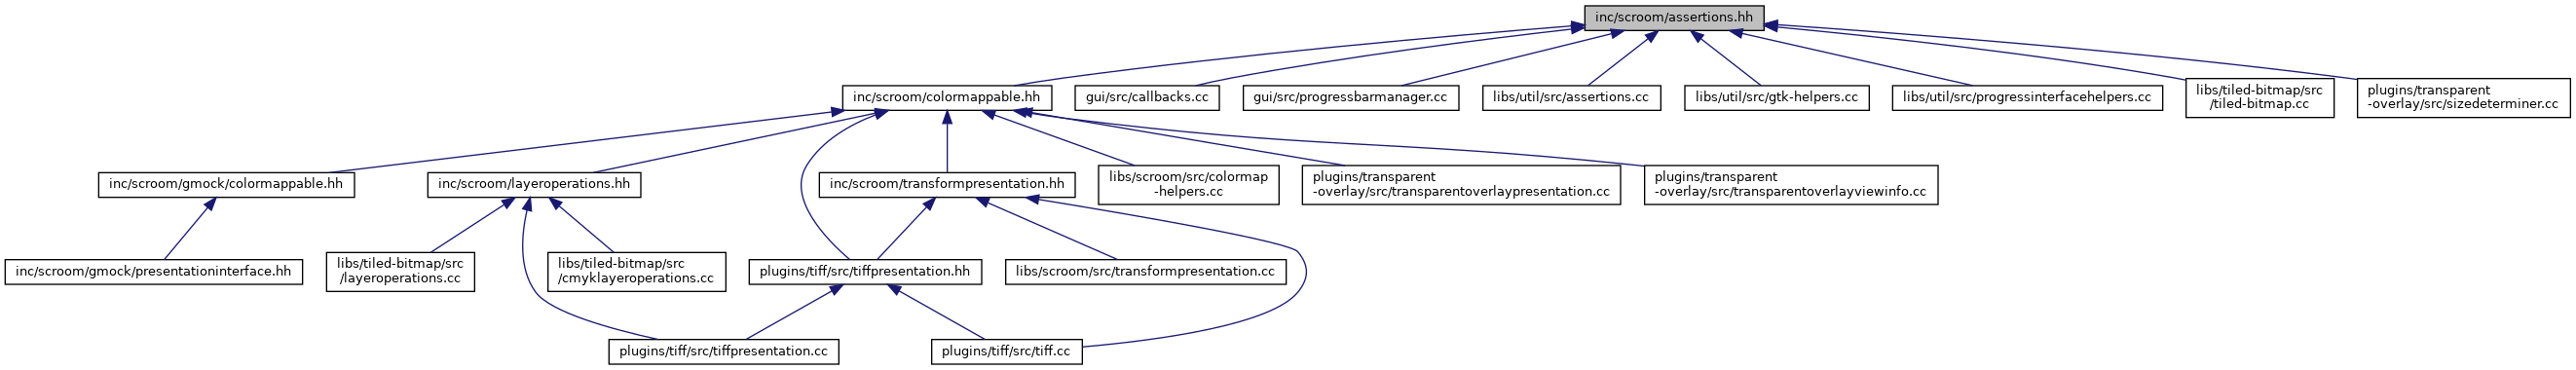 inc/scroom/assertions.hh
inc/scroom/colormappable.hh
gui/src/callbacks.cc
gui/src/progressbarmanager.cc
libs/util/src/assertions.cc
libs/util/src/gtk-helpers.cc
libs/util/src/progressinterfacehelpers.cc
libs/tiled-bitmap/src
/tiled-bitmap.cc
plugins/transparent
-overlay/src/sizedeterminer.cc
inc/scroom/gmock/colormappable.hh
inc/scroom/layeroperations.hh
inc/scroom/transformpresentation.hh
libs/scroom/src/colormap
-helpers.cc
plugins/transparent
-overlay/src/transparentoverlaypresentation.cc
plugins/transparent
-overlay/src/transparentoverlayviewinfo.cc
inc/scroom/gmock/presentationinterface.hh
libs/tiled-bitmap/src
/layeroperations.cc
libs/tiled-bitmap/src
/cmyklayeroperations.cc
plugins/tiff/src/tiffpresentation.hh
libs/scroom/src/transformpresentation.cc
plugins/tiff/src/tiffpresentation.cc
plugins/tiff/src/tiff.cc